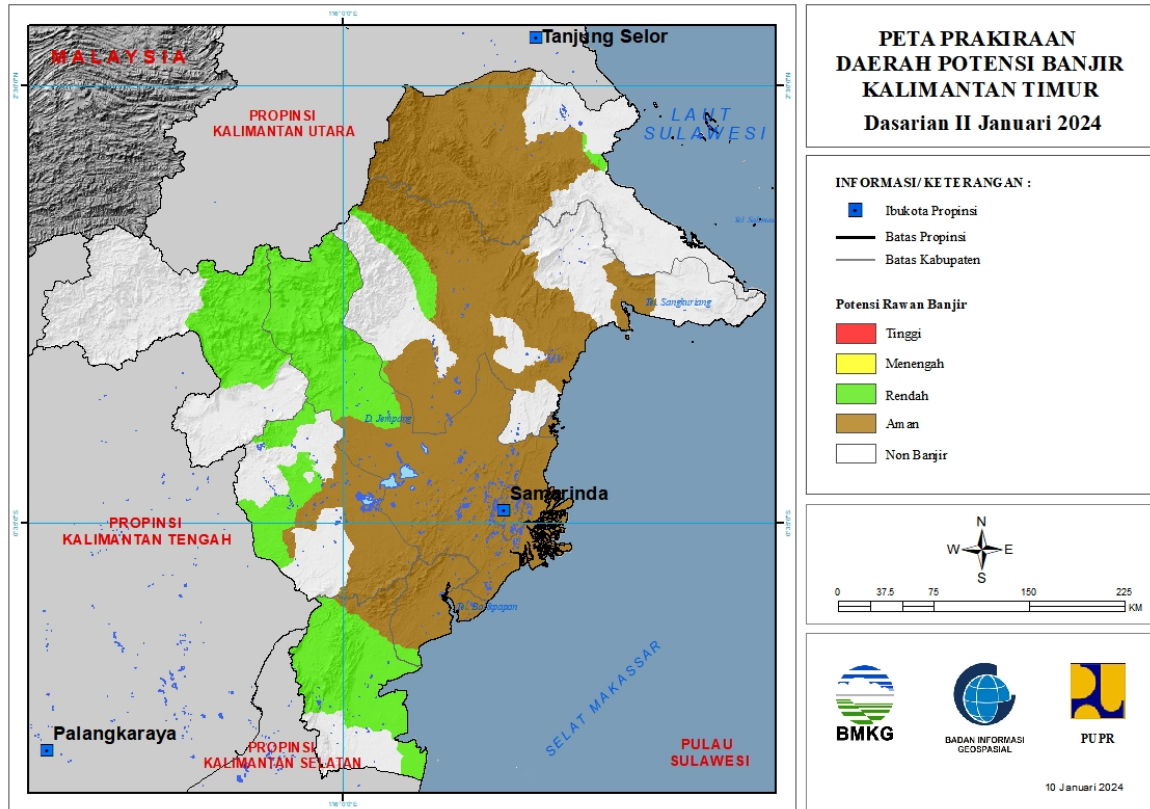 Tanjung Selor
MALAYSIA
PROPINSI
KALIMANTAN UTARA
LAUT
SULAWESI
Tel. Sangkuriang
D. Jempang
Samarinda
PROPINSI
KALIMANTAN TENGAH
SELAT MAKASSAR
Palangkaraya
PROPINSI
KALIMANTAN SELATAN
PULAU
SULAWESI
PETA PRAKIRAAN
DAERAH POTENSI BANJIR
KALIMANTAN TIMUR
Dasarian II Januari 2024
INFORMASI/ KETERANGAN :
Ibukota Propinsi
Batas Propinsi
Batas Kabupaten
Potensi Rawan Banjir
Tinggi
Menengah
Rendah
Aman
Non Banjir
N
W E
S
0 37.5 75 150 225
KM
BMKG
BADAN INFORMASI
GEOSPASIAL
PUPR
10 Januari 2024